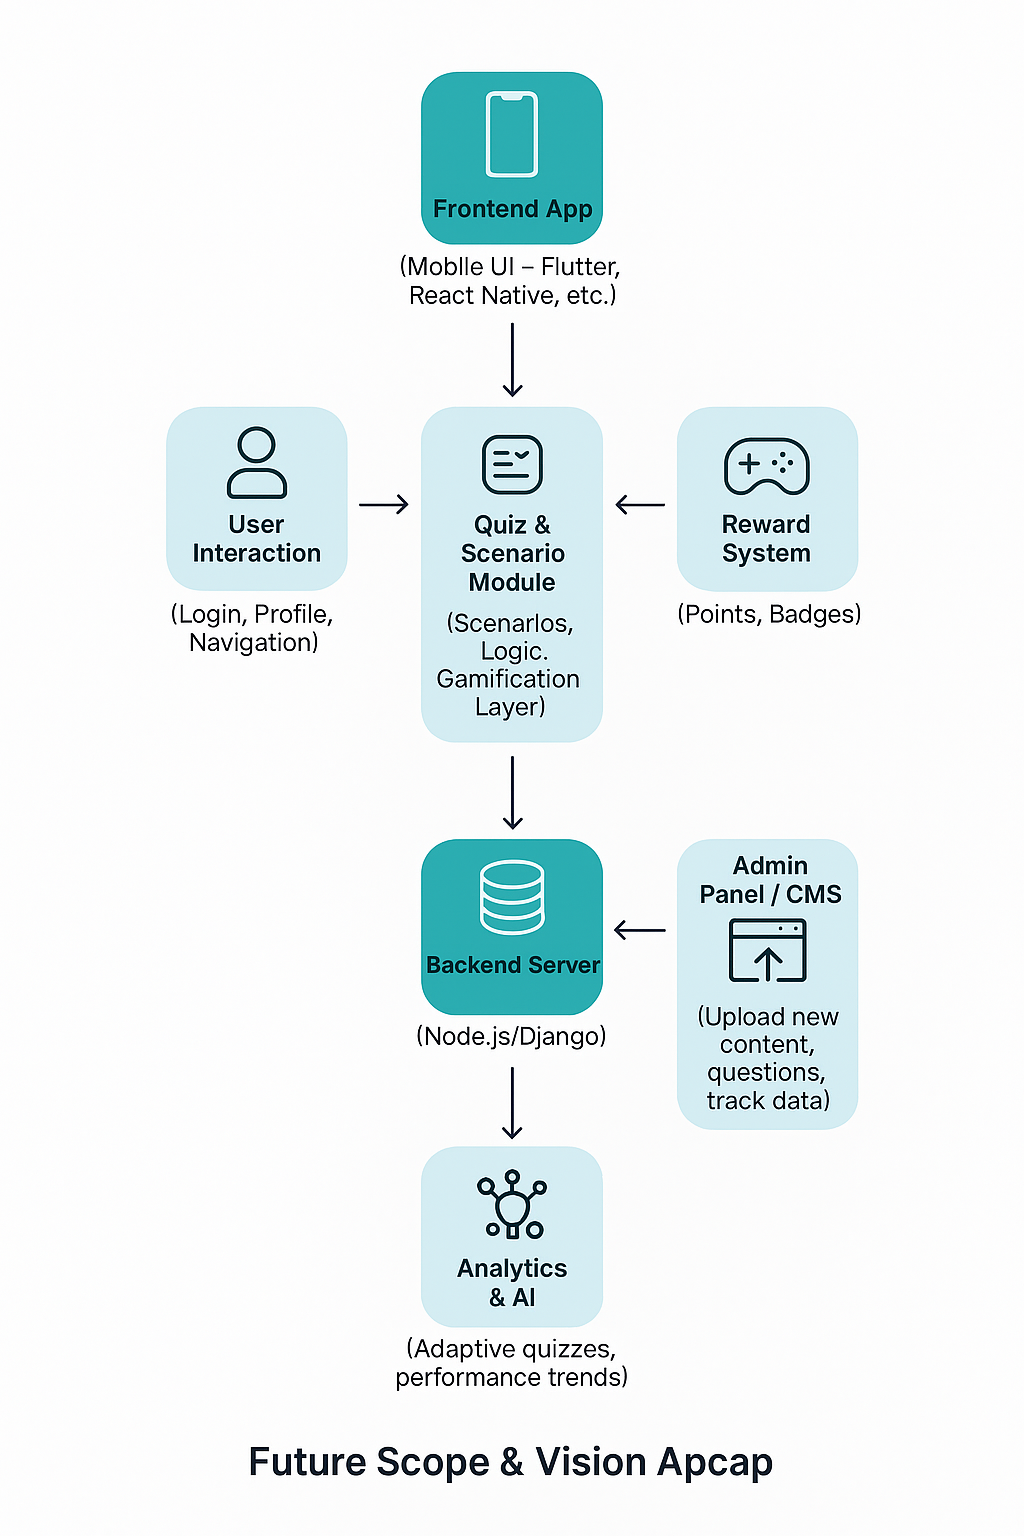 Frontend App
(Moblle UI – Flutter,
React Native, etc.)
User
Interaction
(Login, Profile,
Navigation)
Quiz &
Scenario
Module
(Scenarlos,
Logic.
Gamification
Layer)
Reward
System
(Points, Badges)
Backend Server
(Node.js/Django)
Admin
Panel / CMS
(Upload new
content,
questions,
track data)
Analytics
& AI
(Adaptive quizzes,
performance trends)
Future Scope & Vision Apcap